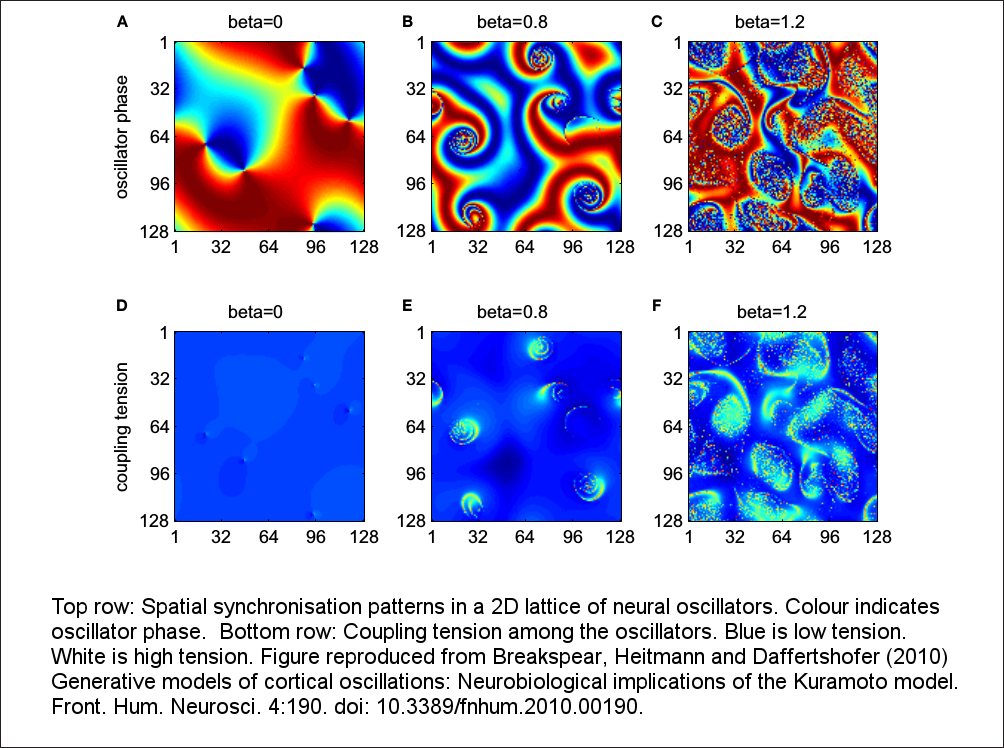 A beta=0 B beta=0.8 C beta=1.2
oscillator phase
1 1 1
32 32 32
64 64 64
96 96 96
128 128 128
1 32 64 96 128 1 32 64 96 128 1 32 64 96 128
D beta=0 E beta=0.8 F beta=1.2
coupling tension
1 1 1
32 32 32
64 64 64
96 96 96
128 128 128
1 32 64 96 128 1 32 64 96 128 1 32 64 96 128
Top row: Spatial synchronisation patterns in a 2D lattice of neural oscillators. Colour indicates
oscillator phase.  Bottom row: Coupling tension among the oscillators. Blue is low tension.
White is high tension. Figure reproduced from Breakspear, Heitmann and Daffertshofer (2010)
Generative models of cortical oscillations: Neurobiological implications of the Kuramoto model.
Front. Hum. Neurosci. 4:190. doi: 10.3389/fnhum.2010.00190.